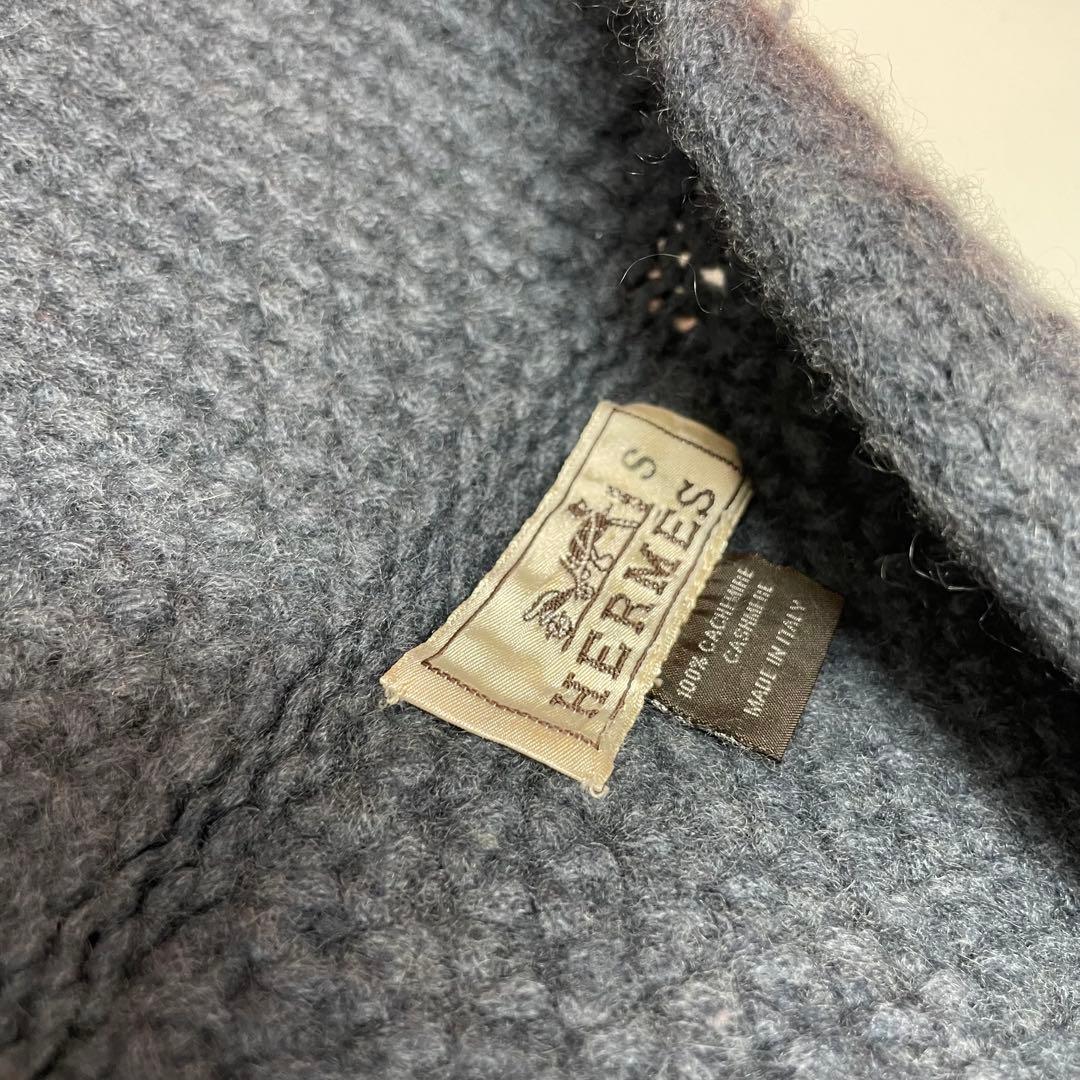 S
HERMES
100% CACHEMIRE
CASHMERE
MADE IN ITALY